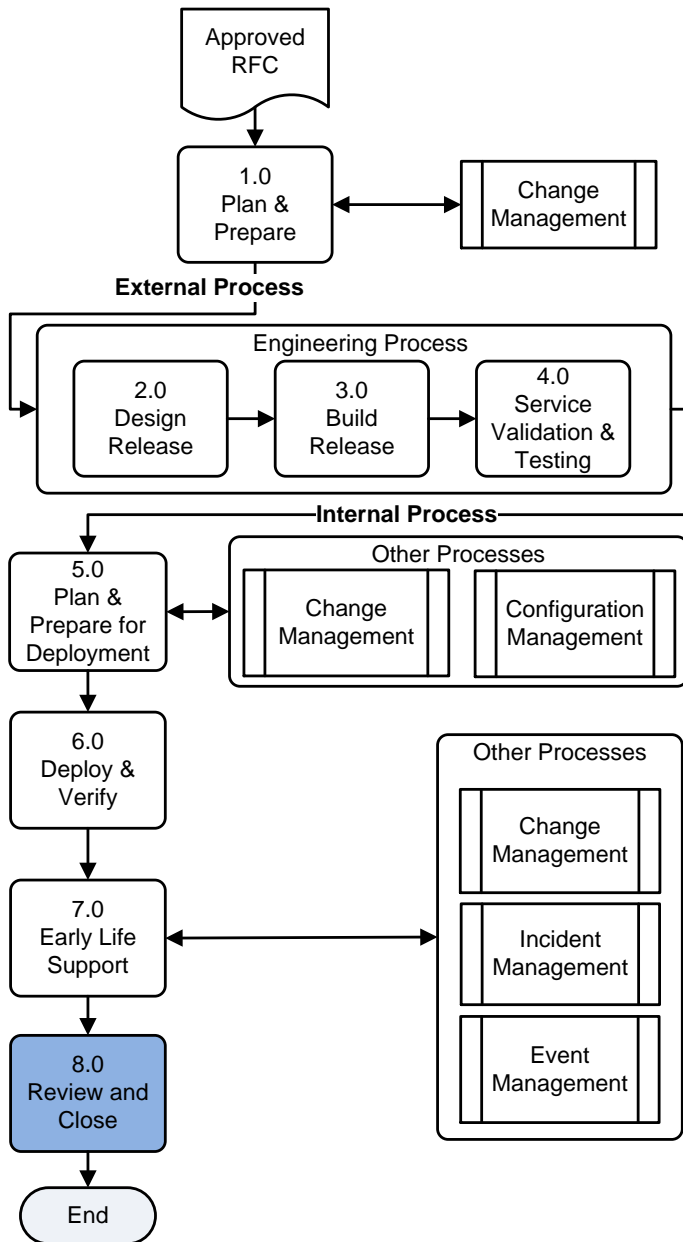 Approved
RFC
1.0
Plan &
Prepare
Change
Management
External Process
Engineering Process
2.0
Design
Release
3.0
Build
Release
4.0
Service
Validation &
Testing
Internal Process
5.0
Plan &
Prepare for
Deployment
Other Processes
Change
Management
Configuration
Management
6.0
Deploy &
Verify
Other Processes
Change
Management
7.0
Early Life
Support
Incident
Management
Event
Management
8.0
Review and
Close
End